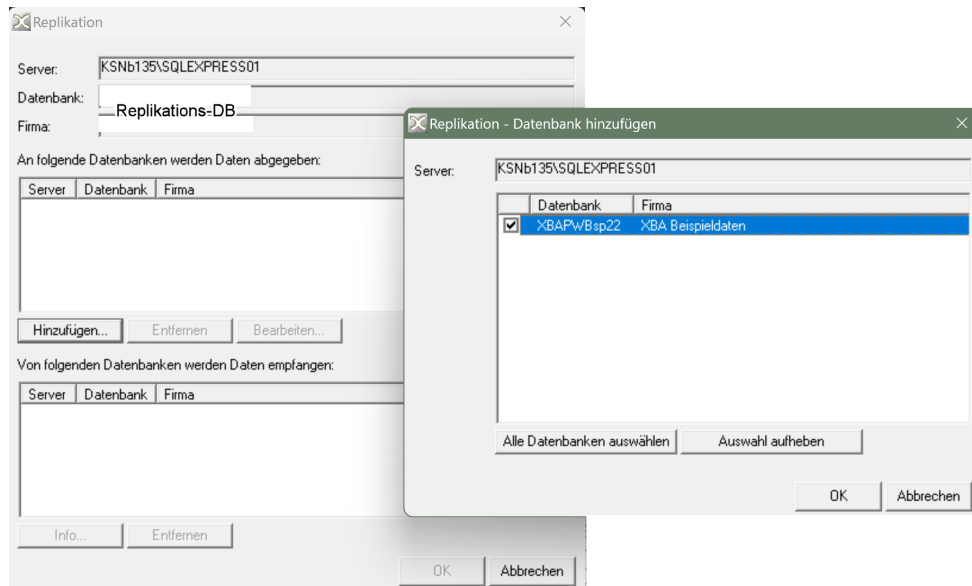 Replikation
Server: KSNb135\SQLEXPRESS01
Datenbank:
Replikations-DB
Firma:
An folgende Datenbanken werden Daten abgegeben:
Server Datenbank Firma
Hinzufügen... Entfernen Bearbeiten...
Von folgenden Datenbanken werden Daten empfangen:
Server Datenbank Firma
Info... Entfernen
OK Abbrechen
Replikation - Datenbank hinzufügen
Server: KSNb135\SQLEXPRESS01
Datenbank Firma
XBAPWBsp22 XBA Beispieldaten
Alle Datenbanken auswählen Auswahl aufheben
OK Abbrechen